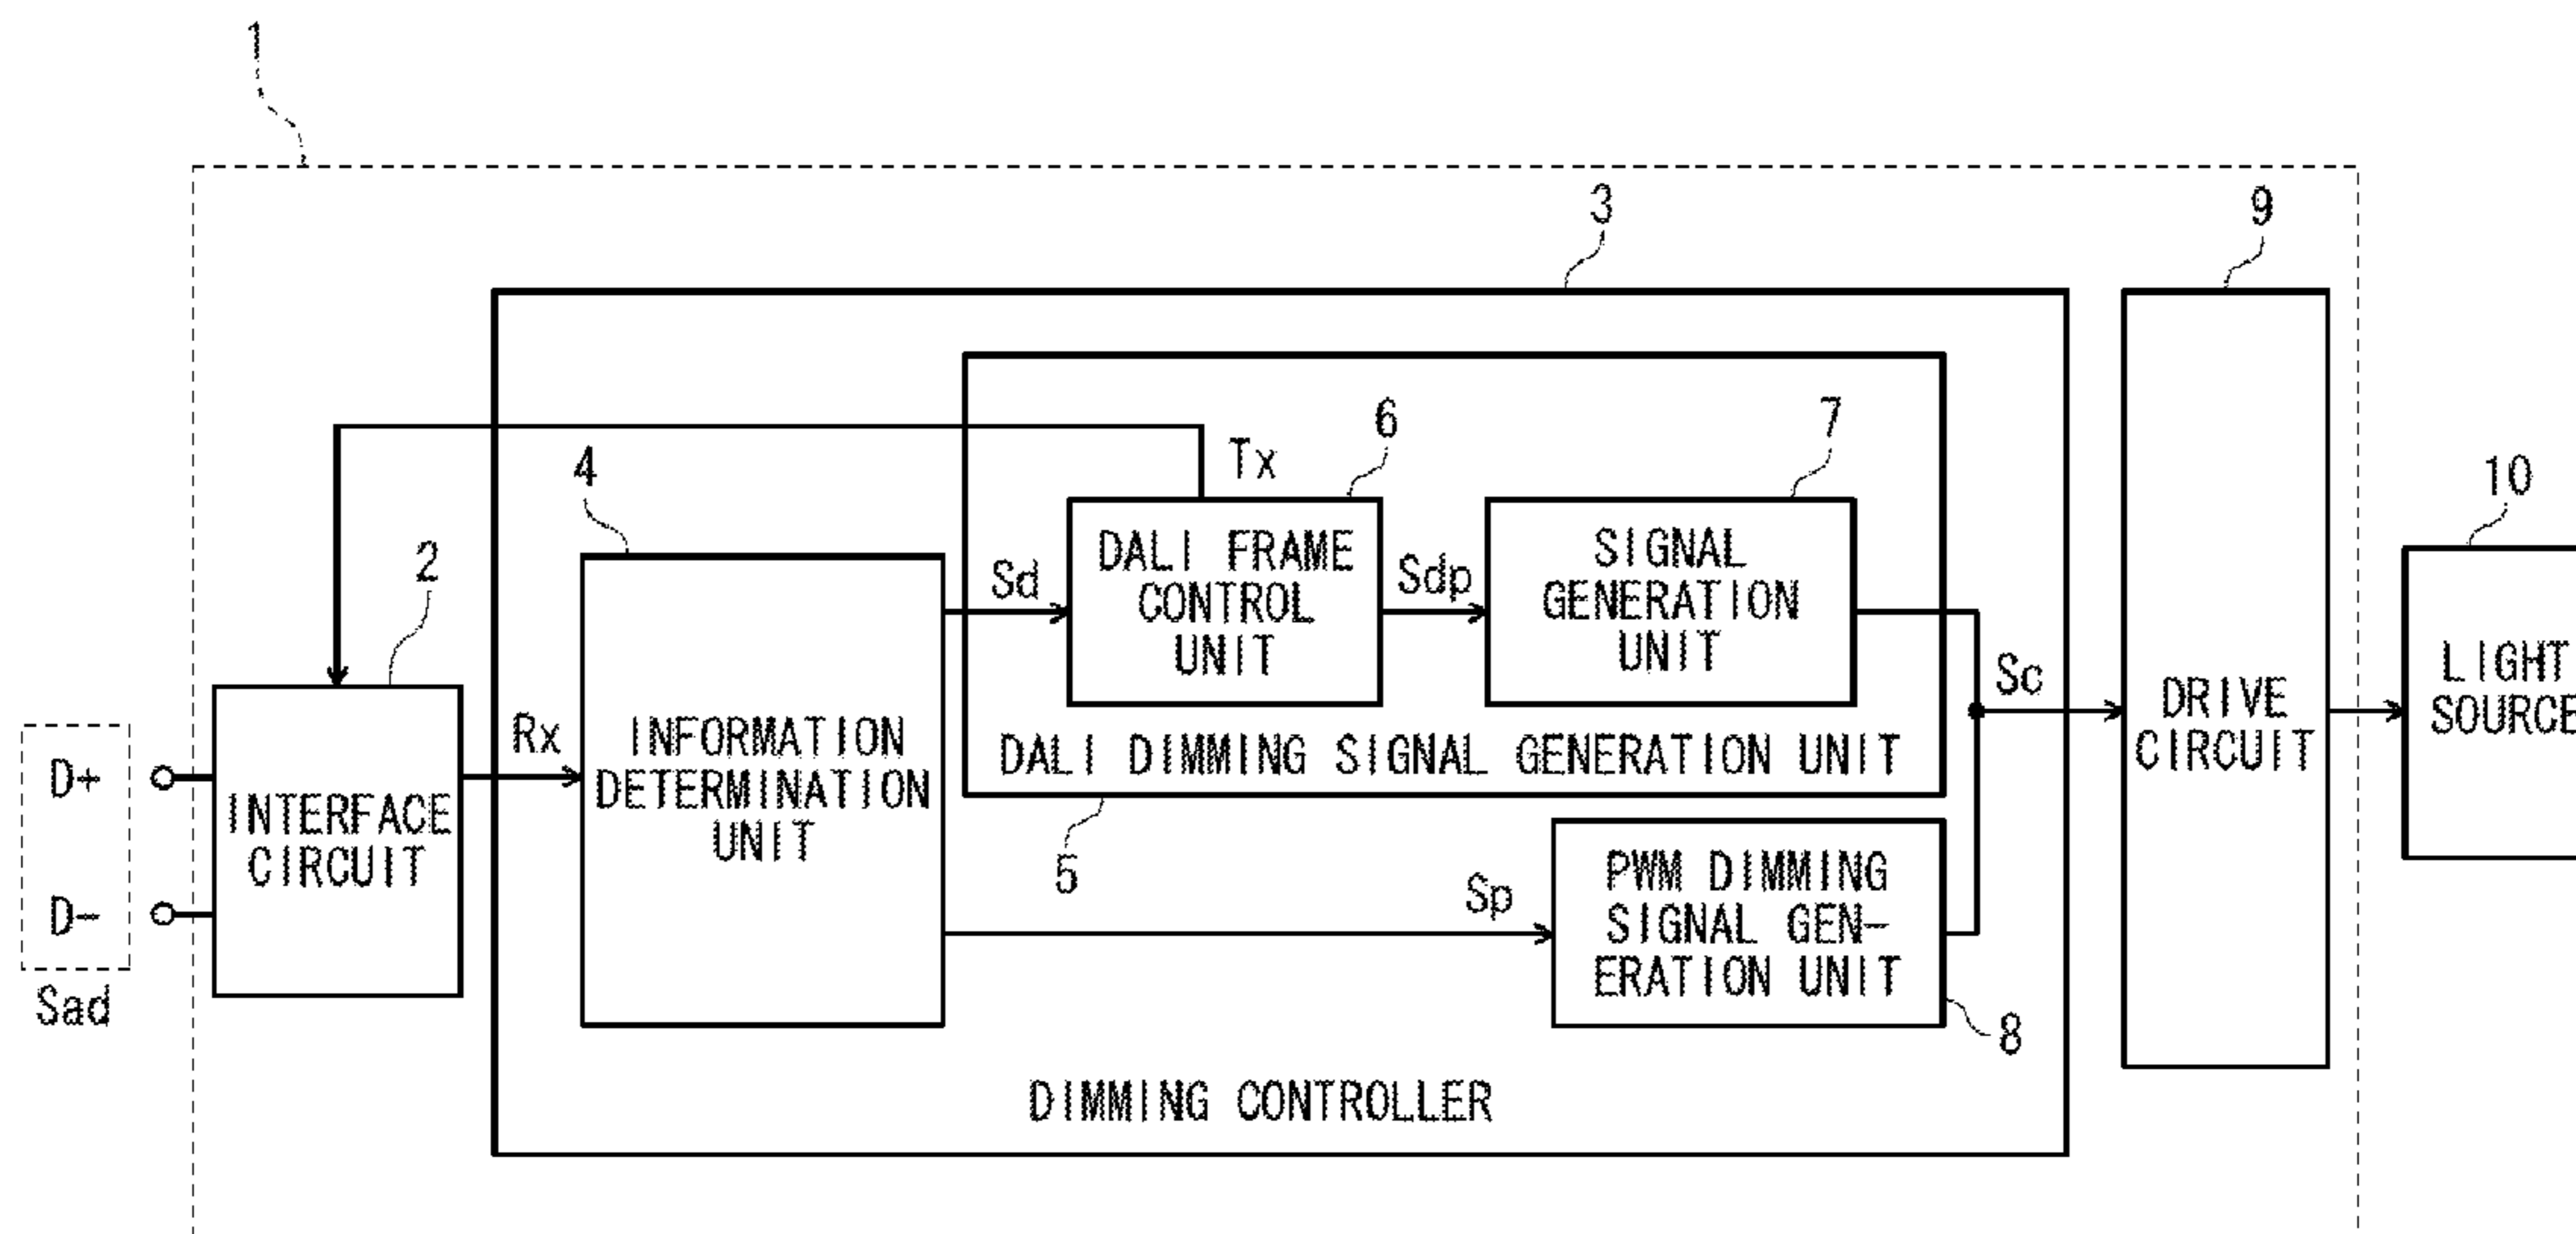 1
3
9
6
7
Tx
4
10
2
DALI FRAME
CONTROL
UNIT
SIGNAL
GENERATION
UNIT
Sd
Sdp
Sc
LIGHT
SOURCE
Rx
INFORMATION
DETERMINATION
UNIT
DALI DIMMING SIGNAL GENERATION UNIT
DRIVE
CIRCUIT
D+
D-
Sad
INTERFACE
CIRCUIT
5
Sp
PWM DIMMING
SIGNAL GEN-
ERATION UNIT
8
DIMMING CONTROLLER